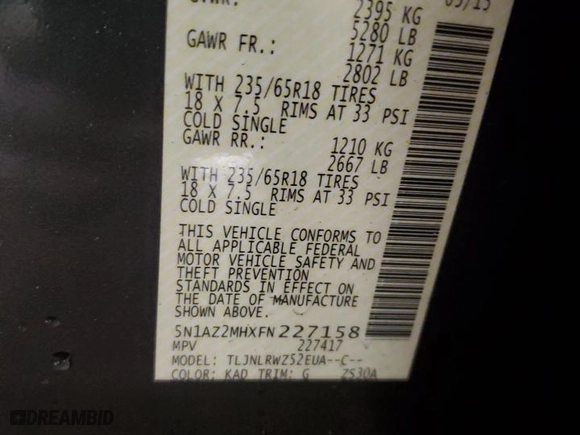 GVWR: 2395 KG
5280 LB
GAWR FR.: 1271 KG
2802 LB
WITH 235/65R18 TIRES
18 X 7.5 RIMS AT 33 PSI
COLD SINGLE
GAWR RR.: 1210 KG
2667 LB
WITH 235/65R18 TIRES
18 X 7.5 RIMS AT 33 PSI
COLD SINGLE
THIS VEHICLE CONFORMS TO
ALL APPLICABLE FEDERAL
MOTOR VEHICLE SAFETY AND
THEFT PREVENTION
STANDARDS IN EFFECT ON
THE DATE OF MANUFACTURE
SHOWN ABOVE.
5N1AZ2MHXFN227158
MPV 227417
MODEL: TLJNLRWZ52EUA--C--
COLOR: KAD TRIM: G Z530A
DREAMBID